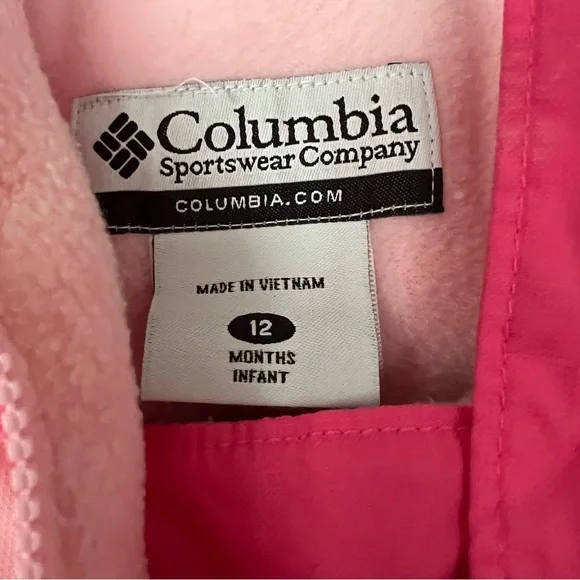 Columbia
Sportswear Company
COLUMBIA.COM
MADE IN VIETNAM
12
MONTHS
INFANT